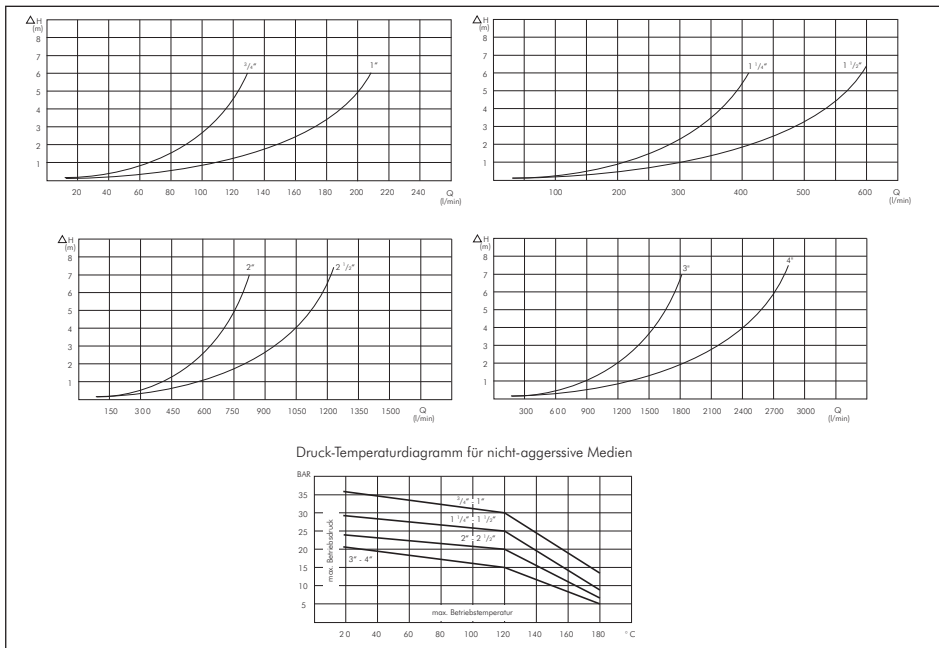 △H
(m)
8
7
6
5
4
3
2
1
3/4"
1"
20 40 60 80 100 120 140 160 180 200 220 240 Q
(l/min)
△H
(m)
8
7
6
5
4
3
2
1
1 1/4"
1 1/2"
100 200 300 400 500 600 Q
(l/min)
△H
(m)
8
7
6
5
4
3
2
1
2"
2 1/2"
150 300 450 600 750 900 1050 1200 1350 1500 Q
(l/min)
△H
(m)
8
7
6
5
4
3
2
1
3"
4"
300 600 900 1200 1500 1800 2100 2400 2700 3000 Q
(l/min)
Druck-Temperaturdiagramm für nicht-aggerssive Medien
BAR
35
30
25
20
15
10
5
max. Betriebsdruck
3/4" - 1"
1 1/4" - 1 1/2"
2" - 2 1/2"
3" - 4"
max. Betriebstemperatur
20 40 60 80 100 120 140 160 180 °C